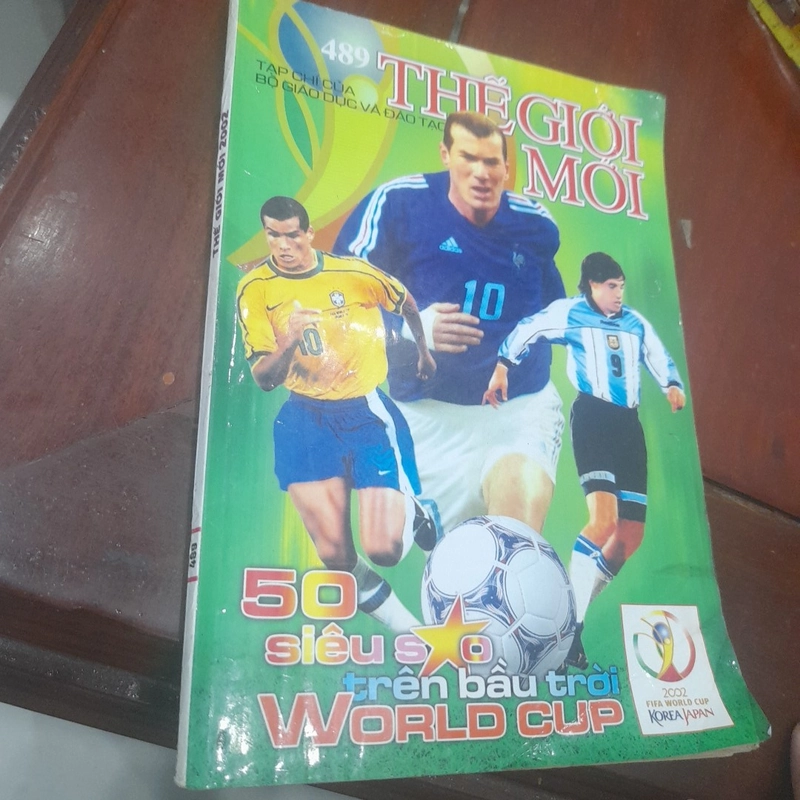 489
TẠP CHÍ CỦA
BỘ GIÁO DỤC VÀ ĐÀO TẠO
THẾ GIỚI
MỚI
THẾ GIỚI MỚI 2002
adidas
10
10
9
489
50
siêu sao
trên bầu trời
WORLD CUP
2002
FIFA WORLD CUP
KOREA JAPAN